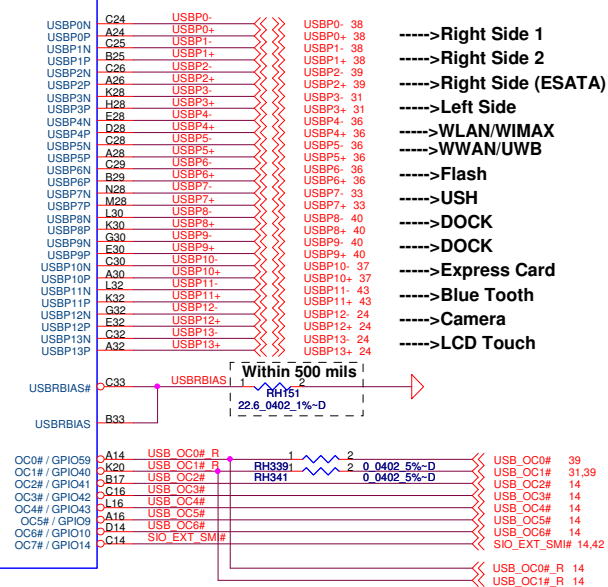 USBP0N C24 USBP0- USBP0- 38
USBP0P A24 USBP0+ USBP0+ 38 ----->Right Side 1
USBP1N C25 USBP1- USBP1- 38
USBP1P B25 USBP1+ USBP1+ 38 ----->Right Side 2
USBP2N C26 USBP2- USBP2- 39
USBP2P A26 USBP2+ USBP2+ 39 ----->Right Side (ESATA)
USBP3N K28 USBP3- USBP3- 31
USBP3P H28 USBP3+ USBP3+ 31 ----->Left Side
USBP4N E28 USBP4- USBP4- 36
USBP4P D28 USBP4+ USBP4+ 36 ----->WLAN/WIMAX
USBP5N C28 USBP5- USBP5- 36
USBP5P A28 USBP5+ USBP5+ 36 ----->WWAN/UWB
USBP6N C29 USBP6- USBP6- 36
USBP6P B29 USBP6+ USBP6+ 36 ----->Flash
USBP7N N28 USBP7- USBP7- 33
USBP7P M28 USBP7+ USBP7+ 33 ----->USH
USBP8N L30 USBP8- USBP8- 40
USBP8P K30 USBP8+ USBP8+ 40 ----->DOCK
USBP9N G30 USBP9- USBP9- 40
USBP9P E30 USBP9+ USBP9+ 40 ----->DOCK
USBP10N C30 USBP10- USBP10- 37
USBP10P A30 USBP10+ USBP10+ 37 ----->Express Card
USBP11N L32 USBP11- USBP11- 43
USBP11P K32 USBP11+ USBP11+ 43 ----->Blue Tooth
USBP12N G32 USBP12- USBP12- 24
USBP12P E32 USBP12+ USBP12+ 24 ----->Camera
USBP13N C32 USBP13- USBP13- 24
USBP13P A32 USBP13+ USBP13+ 24 ----->LCD Touch
Within 500 mils
USBRBIAS# C33 USBRBIAS 1 2
RH151
22.6_0402_1%~D
USBRBIAS B33
OC0# / GPIO59 A14 USB_OC0#_R RH339 1 2 0_0402_5%~D USB_OC0# 39
OC1# / GPIO40 K20 USB_OC1#_R RH341 1 2 0_0402_5%~D USB_OC1# 31,39
OC2# / GPIO41 B17 USB_OC2# USB_OC2# 14
OC3# / GPIO42 C16 USB_OC3# USB_OC3# 14
OC4# / GPIO43 L16 USB_OC4# USB_OC4# 14
OC5# / GPIO9 A16 USB_OC5# USB_OC5# 14
OC6# / GPIO10 D14 USB_OC6# USB_OC6# 14
OC7# / GPIO14 C14 SIO_EXT_SMI# SIO_EXT_SMI# 14,42
USB_OC0#_R 14
USB_OC1#_R 14